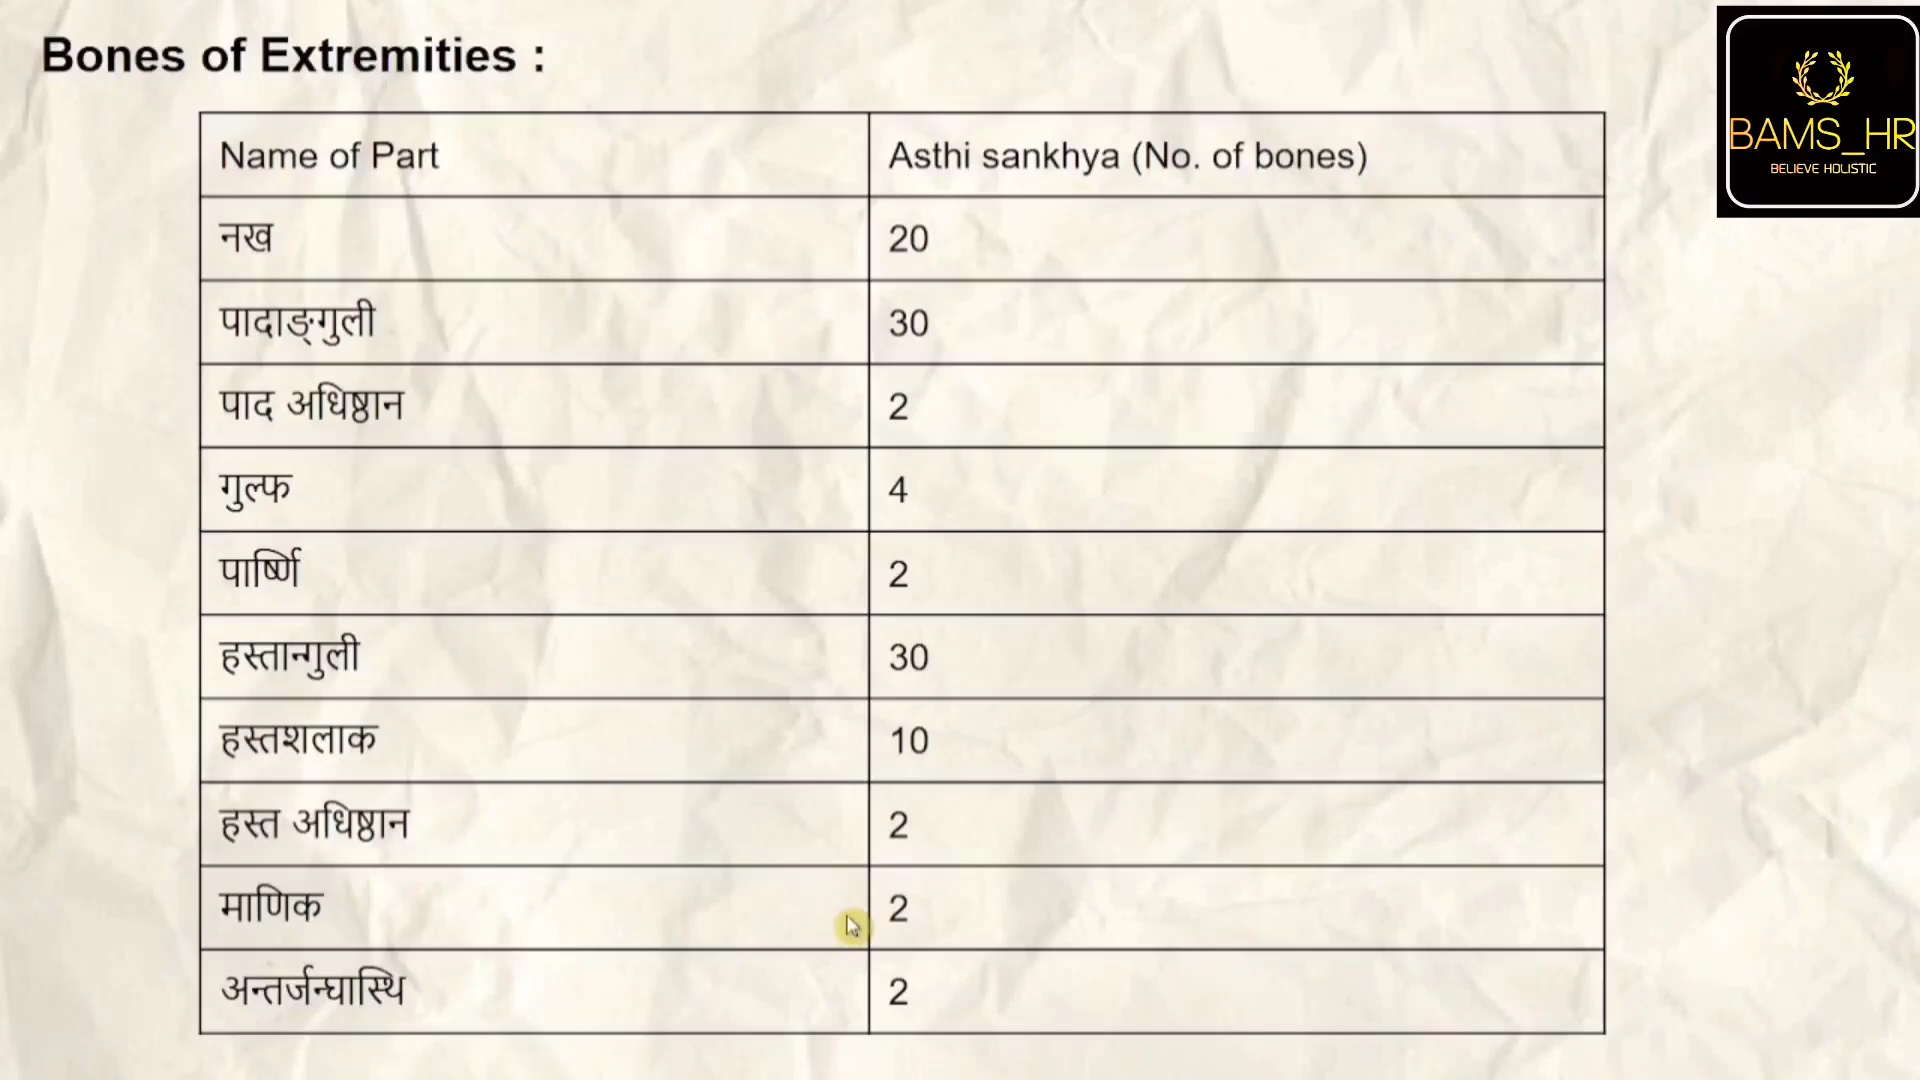 Bones of Extremities :
BAMS_HR
BELIEVE HOLISTIC
Name of Part Asthi sankhya (No. of bones)
नख 20
पादाङ्गुली 30
पाद अधिष्ठान 2
गुल्फ 4
पार्ष्णि 2
हस्तान्गुली 30
हस्तशलाक 10
हस्त अधिष्ठान 2
माणिक 2
अन्तर्जन्घास्थि 2